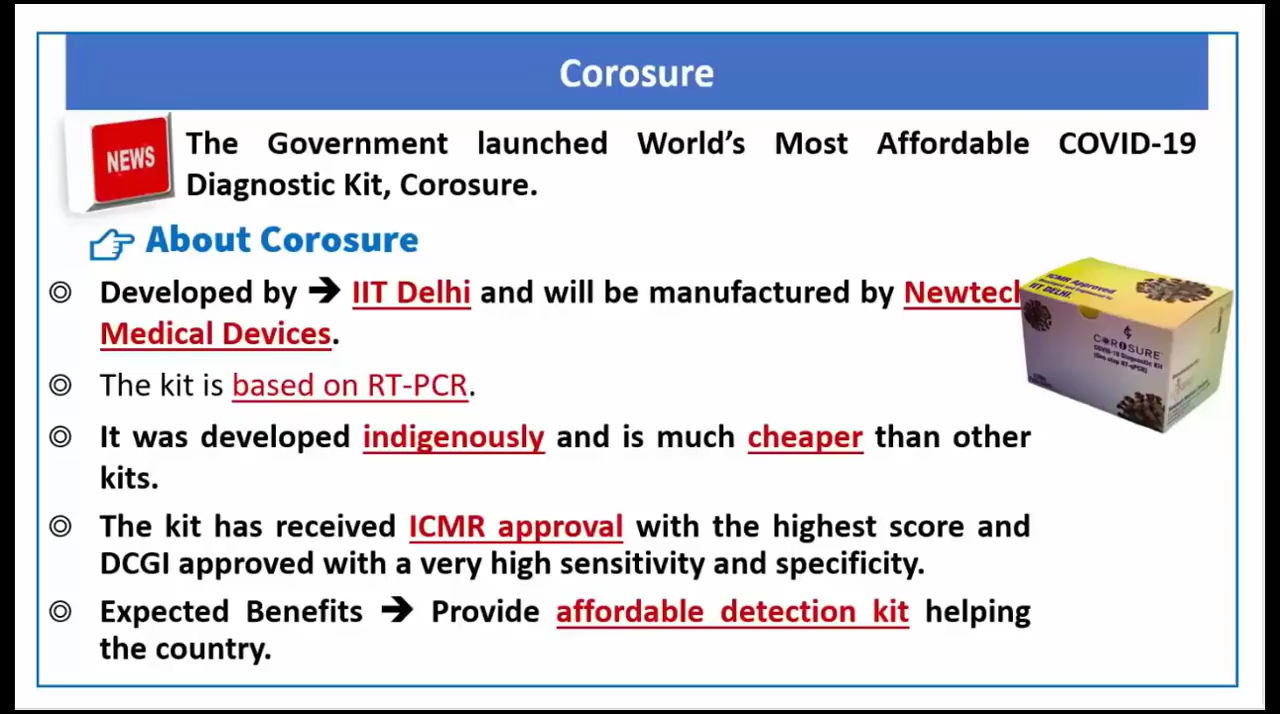 Corosure
NEWS
The Government launched World's Most Affordable COVID-19
Diagnostic Kit, Corosure.
About Corosure
Developed by ➔ IIT Delhi and will be manufactured by Newtech
Medical Devices.
ICMR Approved
IIT DELHI.
COROSURE
COVID-19 Diagnostic Kit
The kit is based on RT-PCR.
It was developed indigenously and is much cheaper than other
kits.
The kit has received ICMR approval with the highest score and
DCGI approved with a very high sensitivity and specificity.
Expected Benefits ➔ Provide affordable detection kit helping
the country.